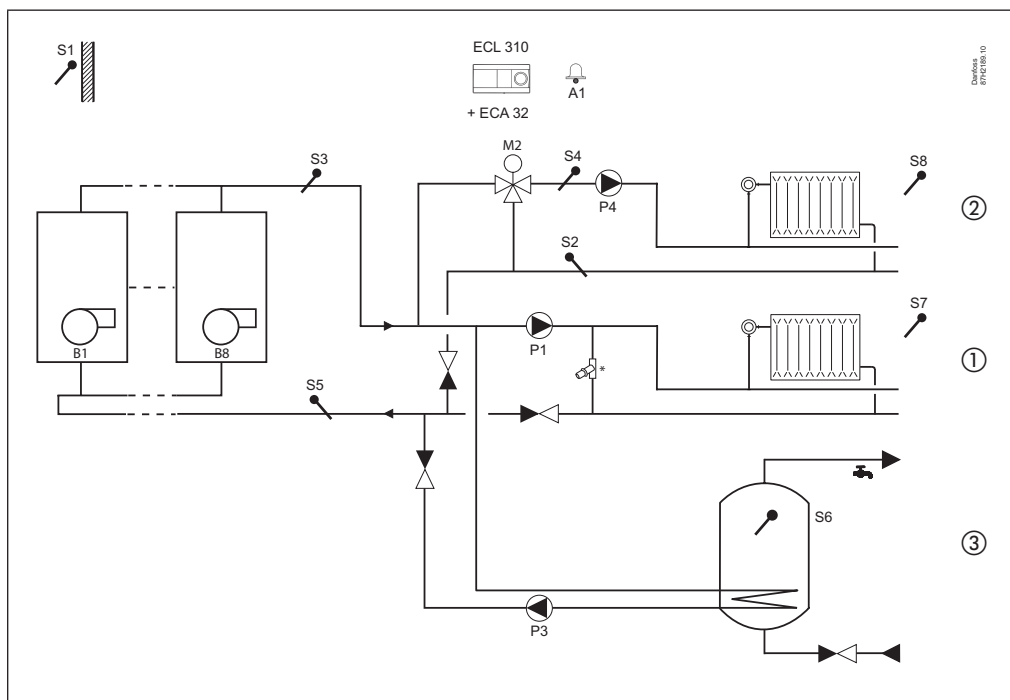 S1
ECL 310
A1
+ ECA 32
Danfoss
87H2189.10
M2
S3
S4
S8
P4
②
S2
S7
B1
B8
P1
*
①
S5
S6
③
P3